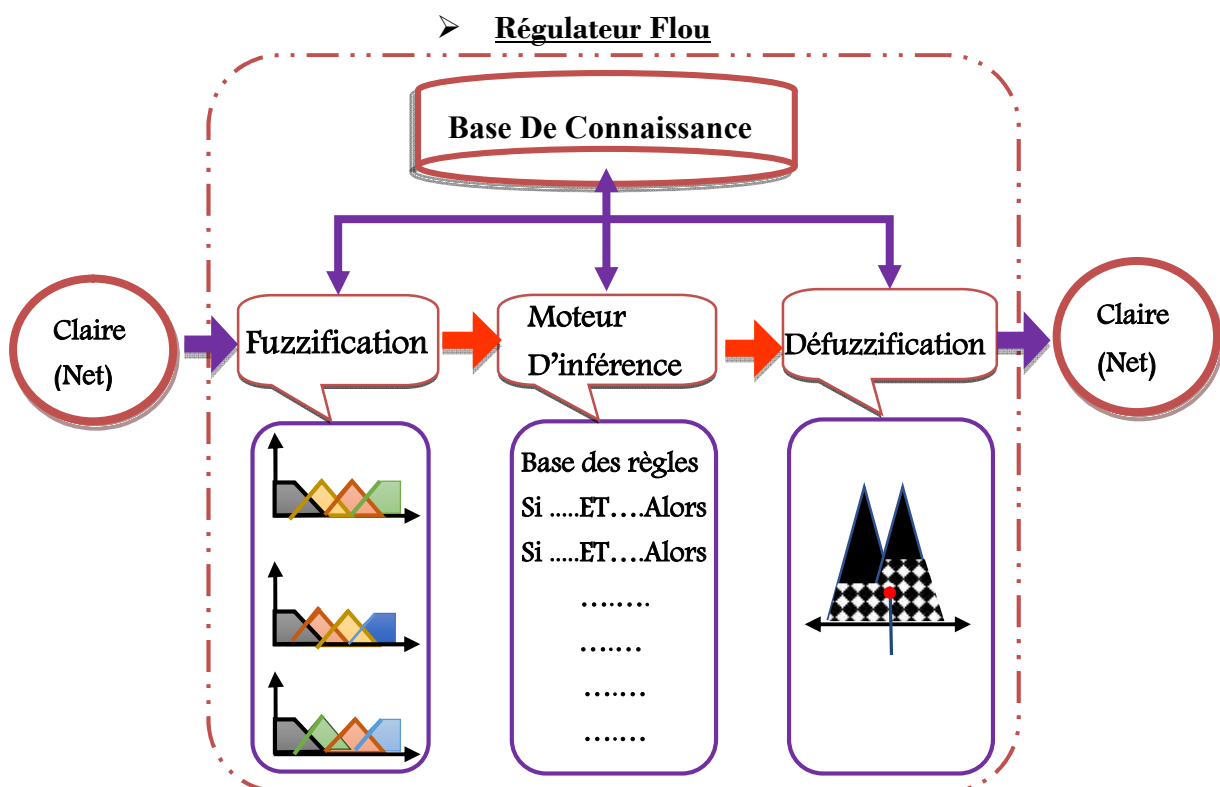 ➢ Régulateur Flou
Base De Connaissance
Claire
(Net)
Fuzzification
Moteur
D'inférence
Défuzzification
Claire
(Net)
Base des règles
Si .....ET....Alors
Si .....ET....Alors
........
.......
.......
.......